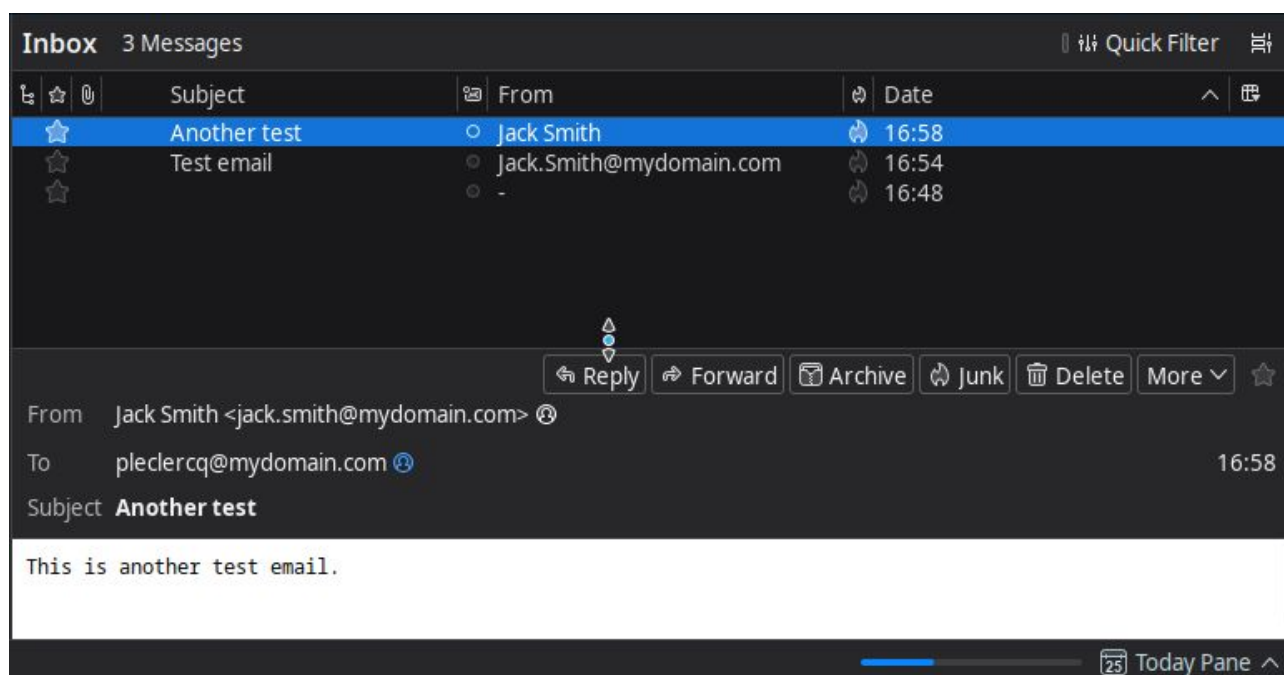 Inbox 3 Messages Quick Filter
Subject From Date
Another test Jack Smith 16:58
Test email Jack.Smith@mydomain.com 16:54
- 16:48
Reply Forward Archive Junk Delete More
From Jack Smith <jack.smith@mydomain.com>
To pleclercq@mydomain.com 16:58
Subject Another test
This is another test email.
25 Today Pane